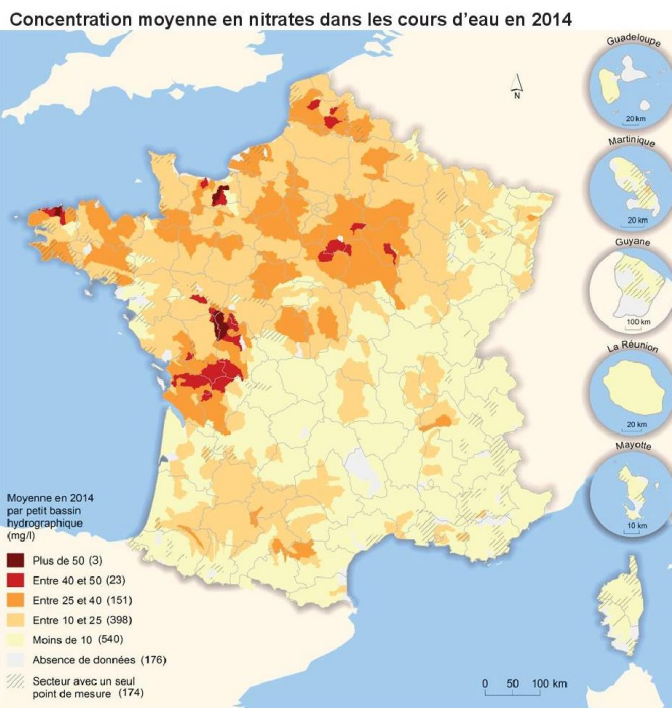 Concentration moyenne en nitrates dans les cours d'eau en 2014
Guadeloupe
20 km
N
Martinique
20 km
Guyane
100 km
La Réunion
20 km
Mayotte
10 km
Moyenne en 2014
par petit bassin
hydrographique
(mg/l)
Plus de 50 (3)
Entre 40 et 50 (23)
Entre 25 et 40 (151)
Entre 10 et 25 (398)
Moins de 10 (540)
Absence de données (176)
Secteur avec un seul
point de mesure (174)
0 50 100 km